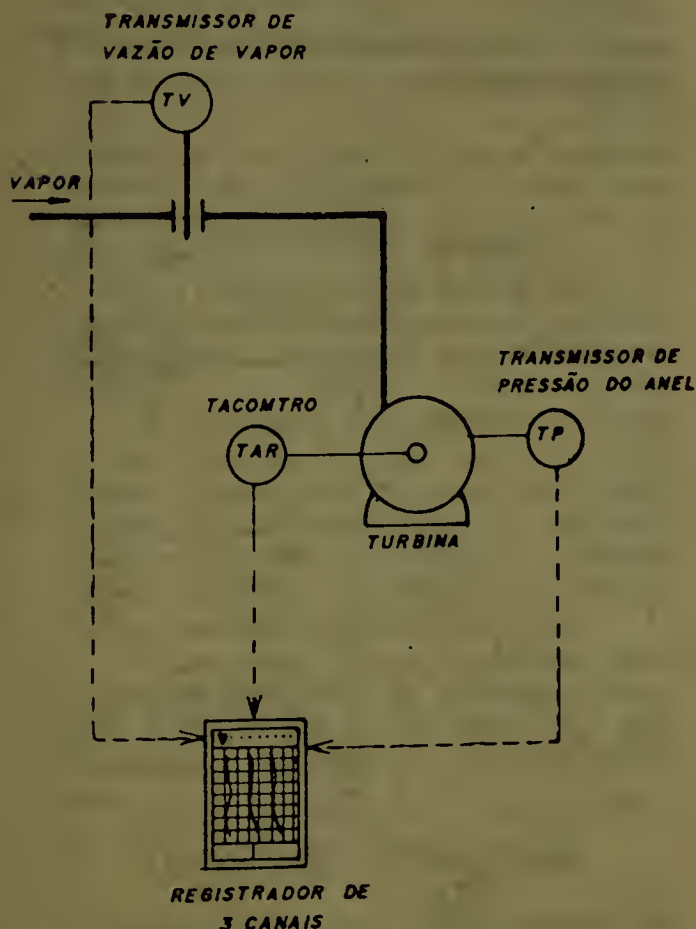 TRANSMISSOR DE
VAZÃO DE VAPOR
TV
VAPOR
TRANSMISSOR DE
PRESSÃO DO ANEL
TACOMTRO
TAR
TP
TURBINA
REGISTRADOR DE
3 CANAIS